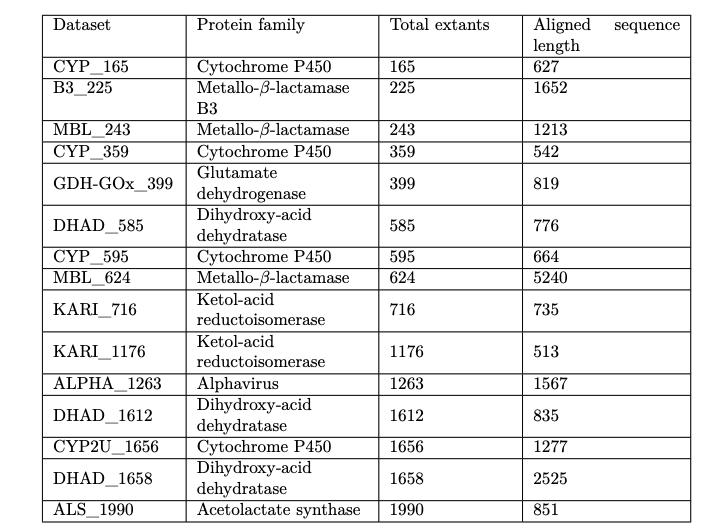 Dataset Protein family Total extants Aligned sequence
length
CYP_165 Cytochrome P450 165 627
B3_225 Metallo-β-lactamase 225 1652
B3
MBL_243 Metallo-β-lactamase 243 1213
CYP_359 Cytochrome P450 359 542
GDH-GOx_399 Glutamate
dehydrogenase 399 819
DHAD_585 Dihydroxy-acid
dehydratase 585 776
CYP_595 Cytochrome P450 595 664
MBL_624 Metallo-β-lactamase 624 5240
KARI_716 Ketol-acid
reductoisomerase 716 735
KARI_1176 Ketol-acid
reductoisomerase 1176 513
ALPHA_1263 Alphavirus 1263 1567
DHAD_1612 Dihydroxy-acid
dehydratase 1612 835
CYP2U_1656 Cytochrome P450 1656 1277
DHAD_1658 Dihydroxy-acid
dehydratase 1658 2525
ALS_1990 Acetolactate synthase 1990 851